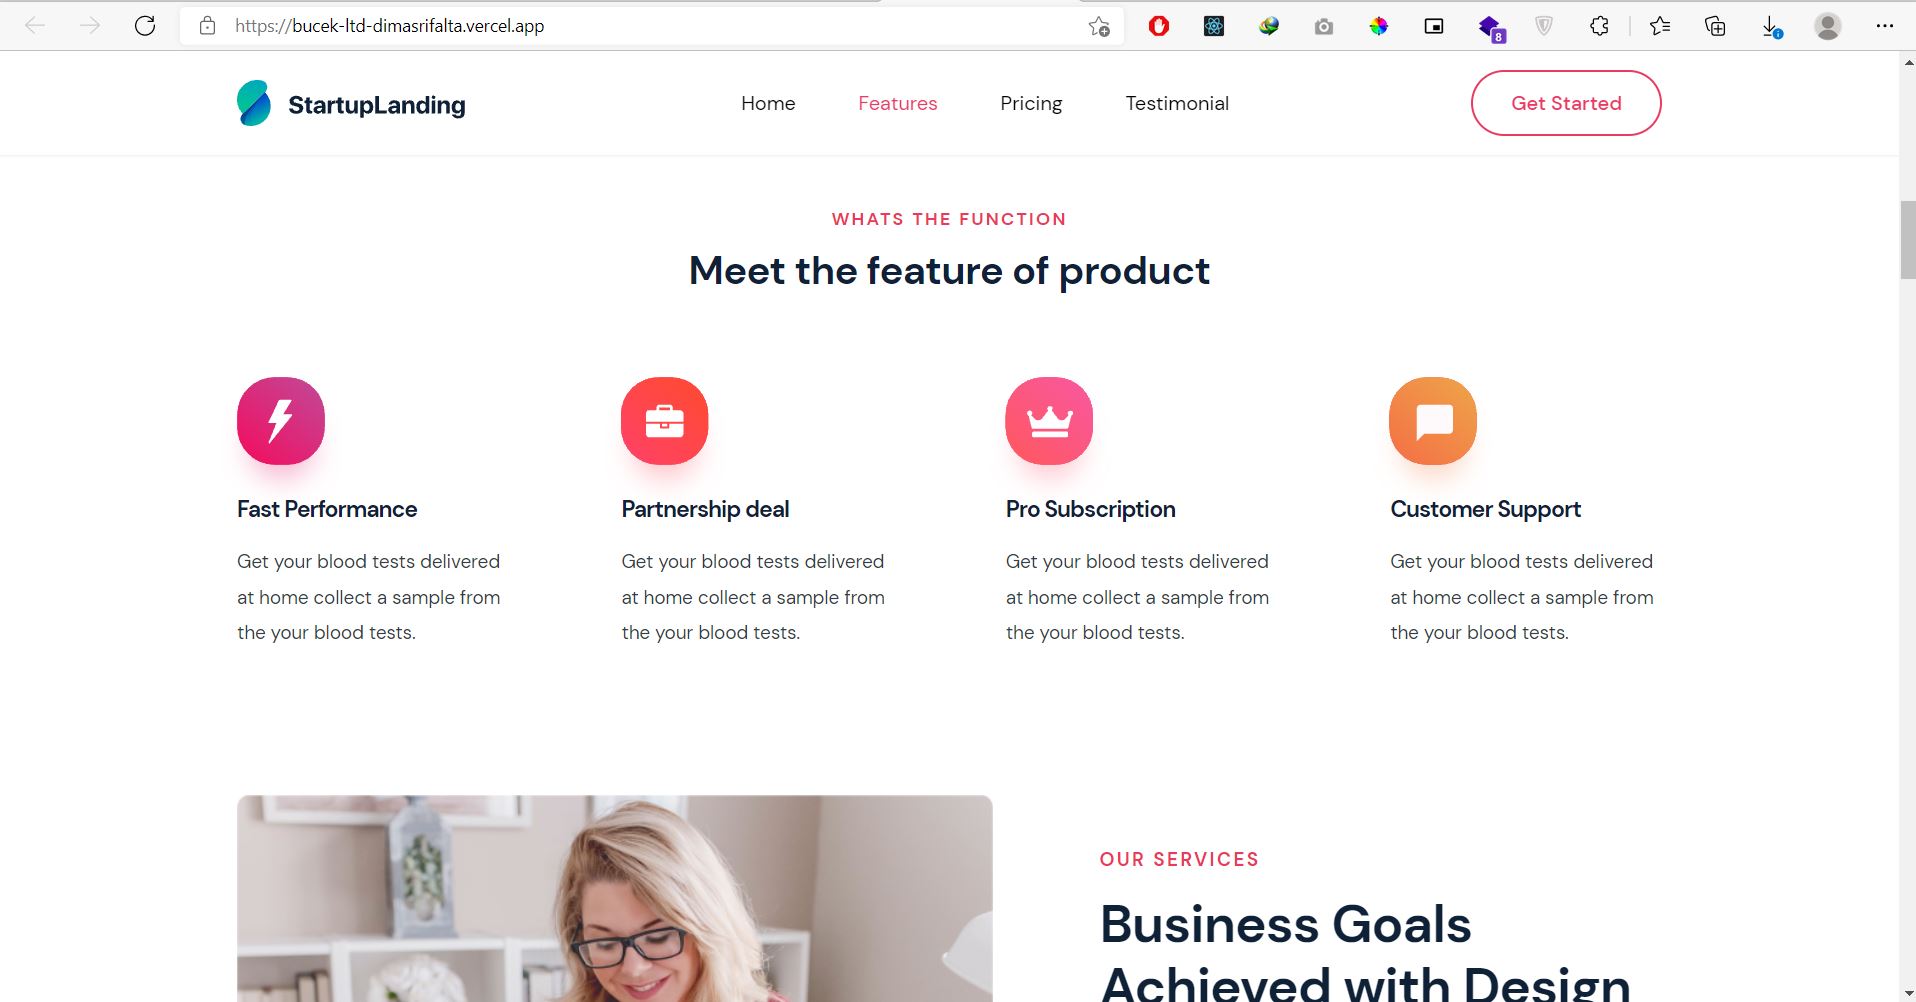 https://bucek-ltd-dimasrifalta.vercel.app
8
StartupLanding
Home
Features
Pricing
Testimonial
Get Started
WHATS THE FUNCTION
Meet the feature of product
Fast Performance
Get your blood tests delivered
at home collect a sample from
the your blood tests.
Partnership deal
Get your blood tests delivered
at home collect a sample from
the your blood tests.
Pro Subscription
Get your blood tests delivered
at home collect a sample from
the your blood tests.
Customer Support
Get your blood tests delivered
at home collect a sample from
the your blood tests.
OUR SERVICES
Business Goals
Achieved with Design